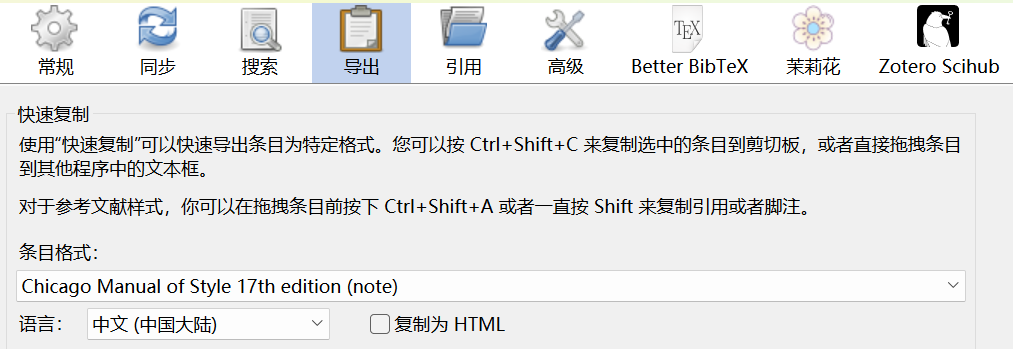 常规 同步 搜索 导出 引用 高级 Better BibTeX 茉莉花 Zotero Scihub
快速复制
使用“快速复制”可以快速导出条目为特定格式。您可以按 Ctrl+Shift+C 来复制选中的条目到剪切板，或者直接拖拽条目
到其他程序中的文本框。
对于参考文献样式，你可以在拖拽条目前按下 Ctrl+Shift+A 或者一直按 Shift 来复制引用或者脚注。
条目格式：
Chicago Manual of Style 17th edition (note)
语言： 中文 (中国大陆) 复制为 HTML